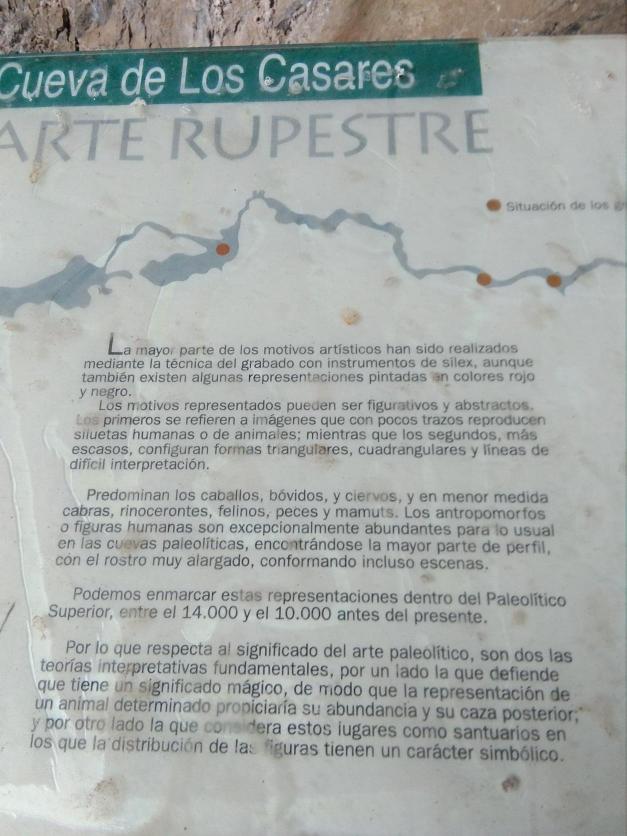 Cueva de Los Casares
ARTE RUPESTRE
Situación de los
La mayor parte de los motivos artísticos han sido realizados
mediante la técnica del grabado con instrumentos de sílex, aunque
también existen algunas representaciones pintadas en colores rojo
y negro.
Los motivos representados pueden ser figurativos y abstractos.
Los primeros se refieren a imágenes que con pocos trazos reproducen
siluetas humanas o de animales; mientras que los segundos, más
escasos, configuran formas triangulares, cuadrangulares y líneas de
difícil interpretación.
Predominan los caballos, bóvidos, y ciervos, y en menor medida
cabras, rinocerontes, felinos, peces y mamuts. Los antropomorfos
o figuras humanas son excepcionalmente abundantes para lo usual
en las cuevas paleolíticas, encontrándose la mayor parte de perfil,
con el rostro muy alargado, conformando incluso escenas.
Podemos enmarcar estas representaciones dentro del Paleolítico
Superior, entre el 14.000 y el 10.000 antes del presente.
Por lo que respecta al significado del arte paleolítico, son dos las
teorías interpretativas fundamentales, por un lado la que defiende
que tiene un significado mágico, de modo que la representación de
un animal determinado propiciaría su abundancia y su caza posterior;
y por otro lado la que considera estos lugares como santuarios en
los que la distribución de las figuras tienen un carácter simbólico.